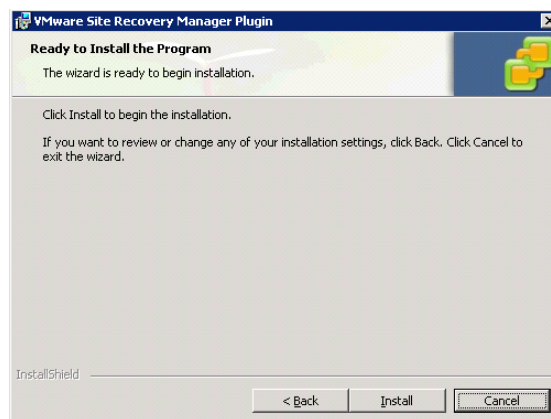 VMware Site Recovery Manager Plugin
Ready to Install the Program
The wizard is ready to begin installation.
Click Install to begin the installation.
If you want to review or change any of your installation settings, click Back. Click Cancel to
exit the wizard.
InstallShield
< Back
Install
Cancel